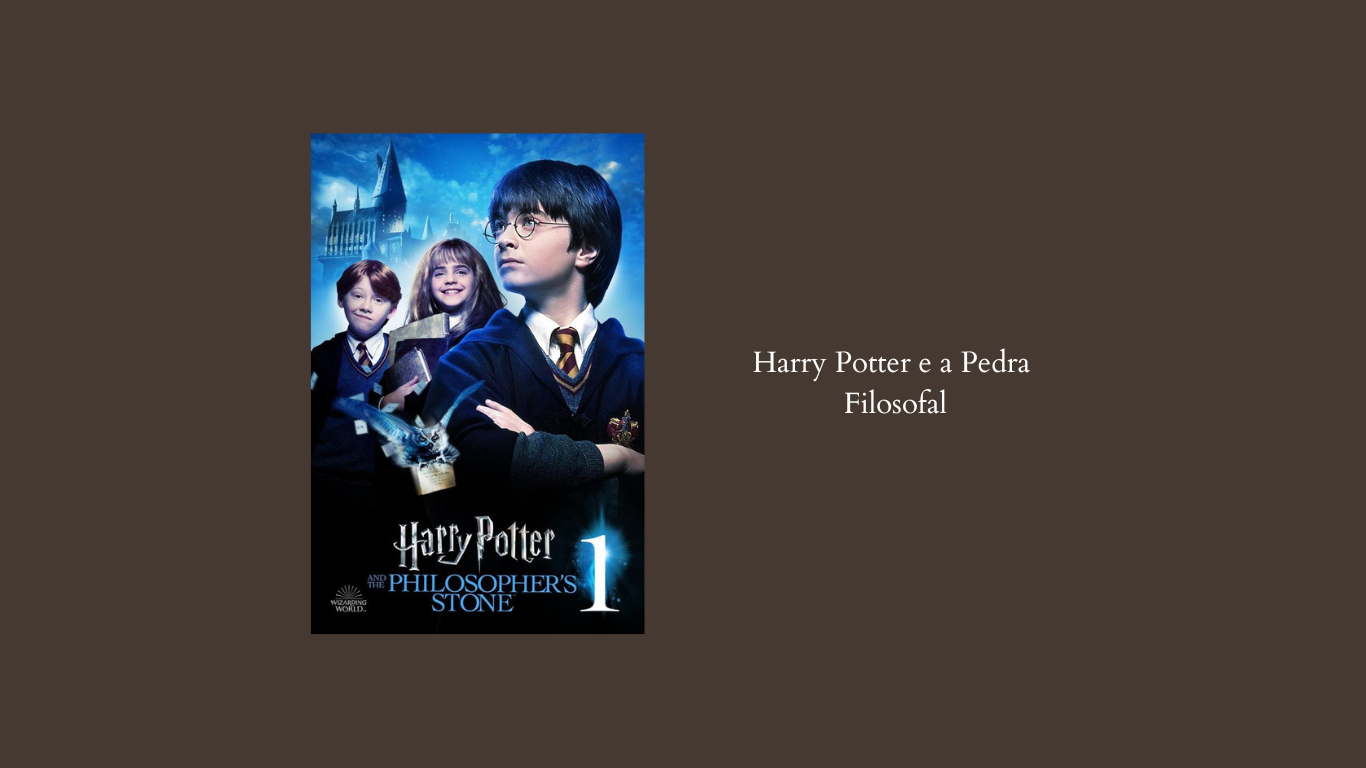 Harry Potter
AND THE PHILOSOPHER'S
STONE
1
WIZARDING
WORLD
Harry Potter e a Pedra
Filosofal